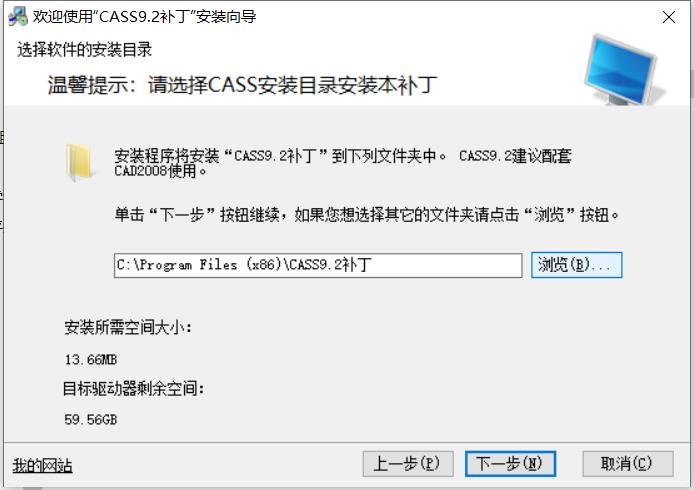 欢迎使用“CASS9.2补丁”安装向导
选择软件的安装目录
温馨提示：请选择CASS安装目录安装本补丁
安装程序将安装“CASS9.2补丁”到下列文件夹中。 CASS9.2建议配套
CAD2008使用。
单击“下一步”按钮继续，如果您想选择其它的文件夹请点击“浏览”按钮。
C:\Program Files (x86)\CASS9.2补丁
浏览(B)...
安装所需空间大小：
13.66MB
目标驱动器剩余空间：
59.56GB
我的网站
上一步(P)
下一步(N)
取消(C)